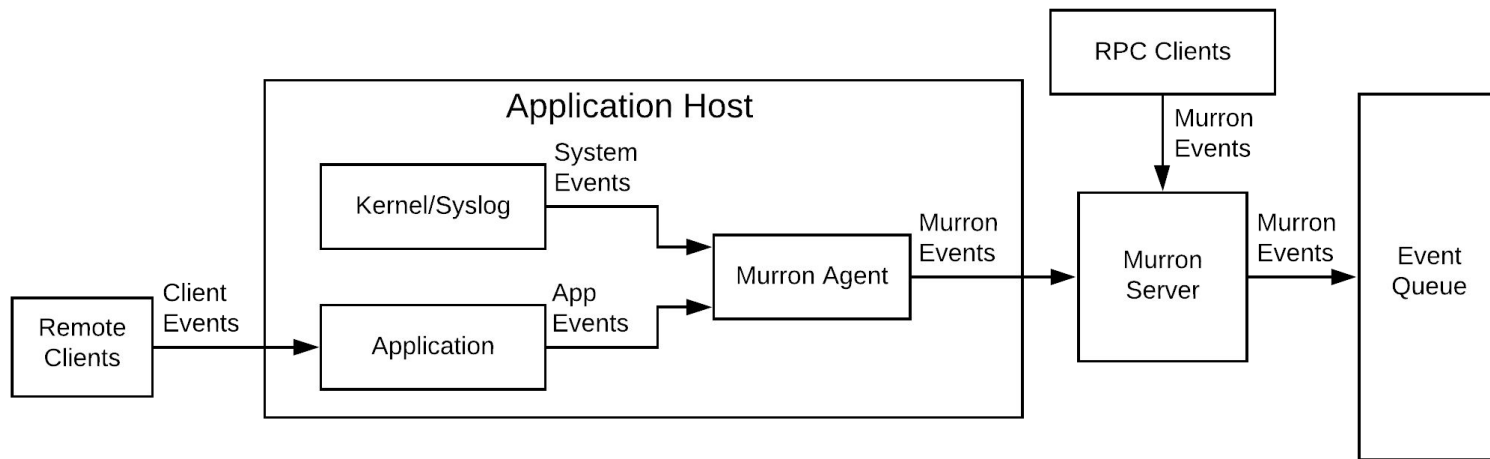 RPC Clients
Application Host
Murron
Events
System
Events
Kernel/Syslog
Murron
Events
Murron
Events
Murron Agent
Murron
Server
Event
Queue
Client
Events
App
Events
Remote
Clients
Application